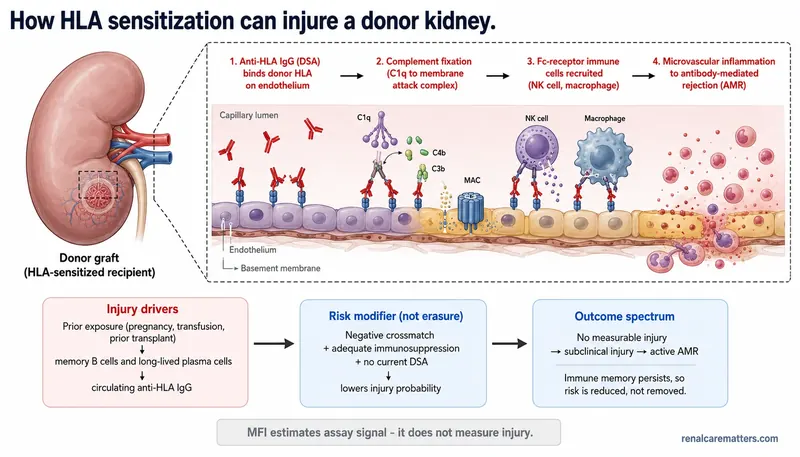 How HLA sensitization can injure a donor kidney.
1. Anti-HLA IgG (DSA)
binds donor HLA
on endothelium
2. Complement fixation
(C1q to membrane
attack complex)
3. Fc-receptor immune
cells recruited
(NK cell, macrophage)
4. Microvascular inflammation
to antibody-mediated
rejection (AMR)
Capillary lumen
C1q
C4b
C3b
MAC
NK cell
Macrophage
Endothelium
Basement membrane
Donor graft
(HLA-sensitized recipient)
Injury drivers
Prior exposure (pregnancy, transfusion,
prior transplant)
memory B cells and long-lived plasma cells
circulating anti-HLA IgG
Risk modifier (not erasure)
Negative crossmatch
+ adequate immunosuppression
+ no current DSA
lowers injury probability
Outcome spectrum
No measurable injury
→ subclinical injury → active AMR
Immune memory persists, so
risk is reduced, not removed.
MFI estimates assay signal - it does not measure injury.
renalcarematters.com